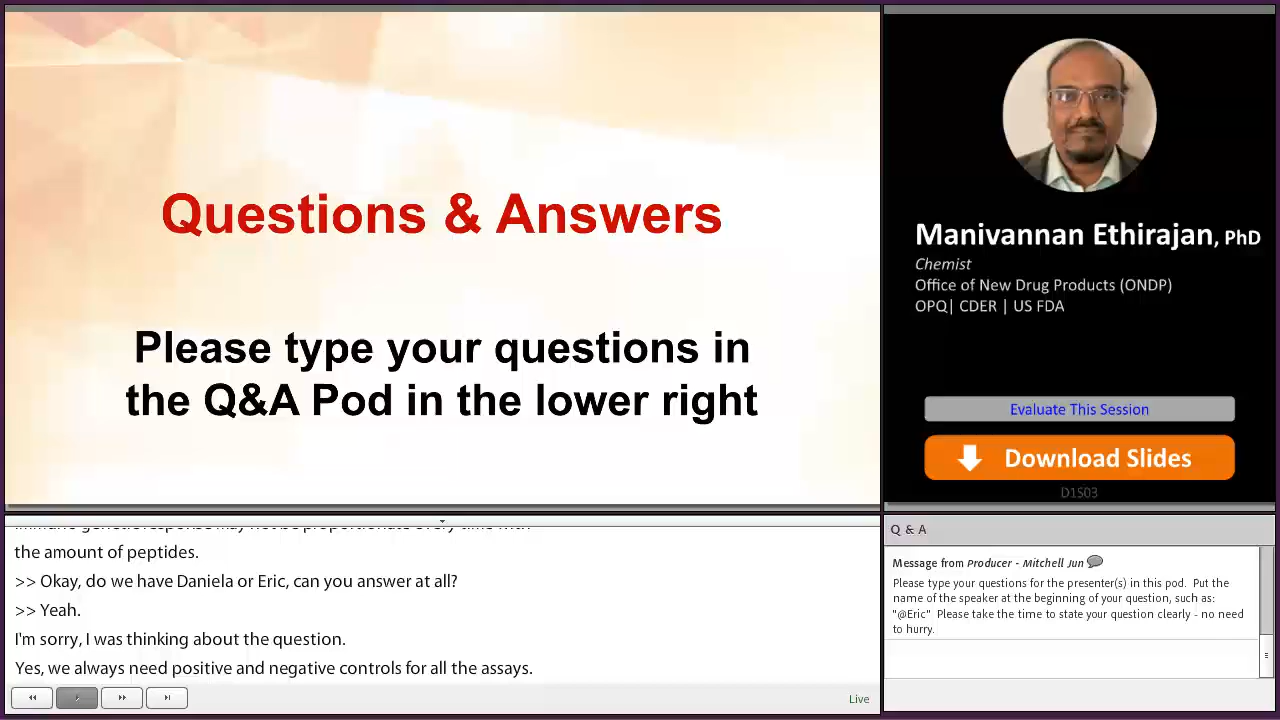 Questions & Answers
Please type your questions in
the Q&A Pod in the lower right
Manivannan Ethirajan, PhD
Chemist
Office of New Drug Products (ONDP)
OPQ| CDER | US FDA
Evaluate This Session
Download Slides
D1S03
the amount of peptides.
>> Okay, do we have Daniela or Eric, can you answer at all?
>> Yeah.
I'm sorry, I was thinking about the question.
Yes, we always need positive and negative controls for all the assays.
Live
Q & A
Message from Producer - Mitchell Jun
Please type your questions for the presenter(s) in this pod. Put the
name of the speaker at the beginning of your question, such as:
"@Eric" Please take the time to state your question clearly - no need
to hurry.